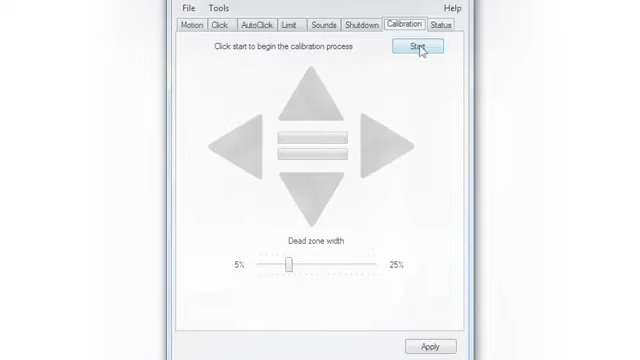 File Tools Help
Motion Click AutoClick Limit Sounds Shutdown Calibration Status
Click start to begin the calibration process Start
Dead zone width
5% 25%
Apply